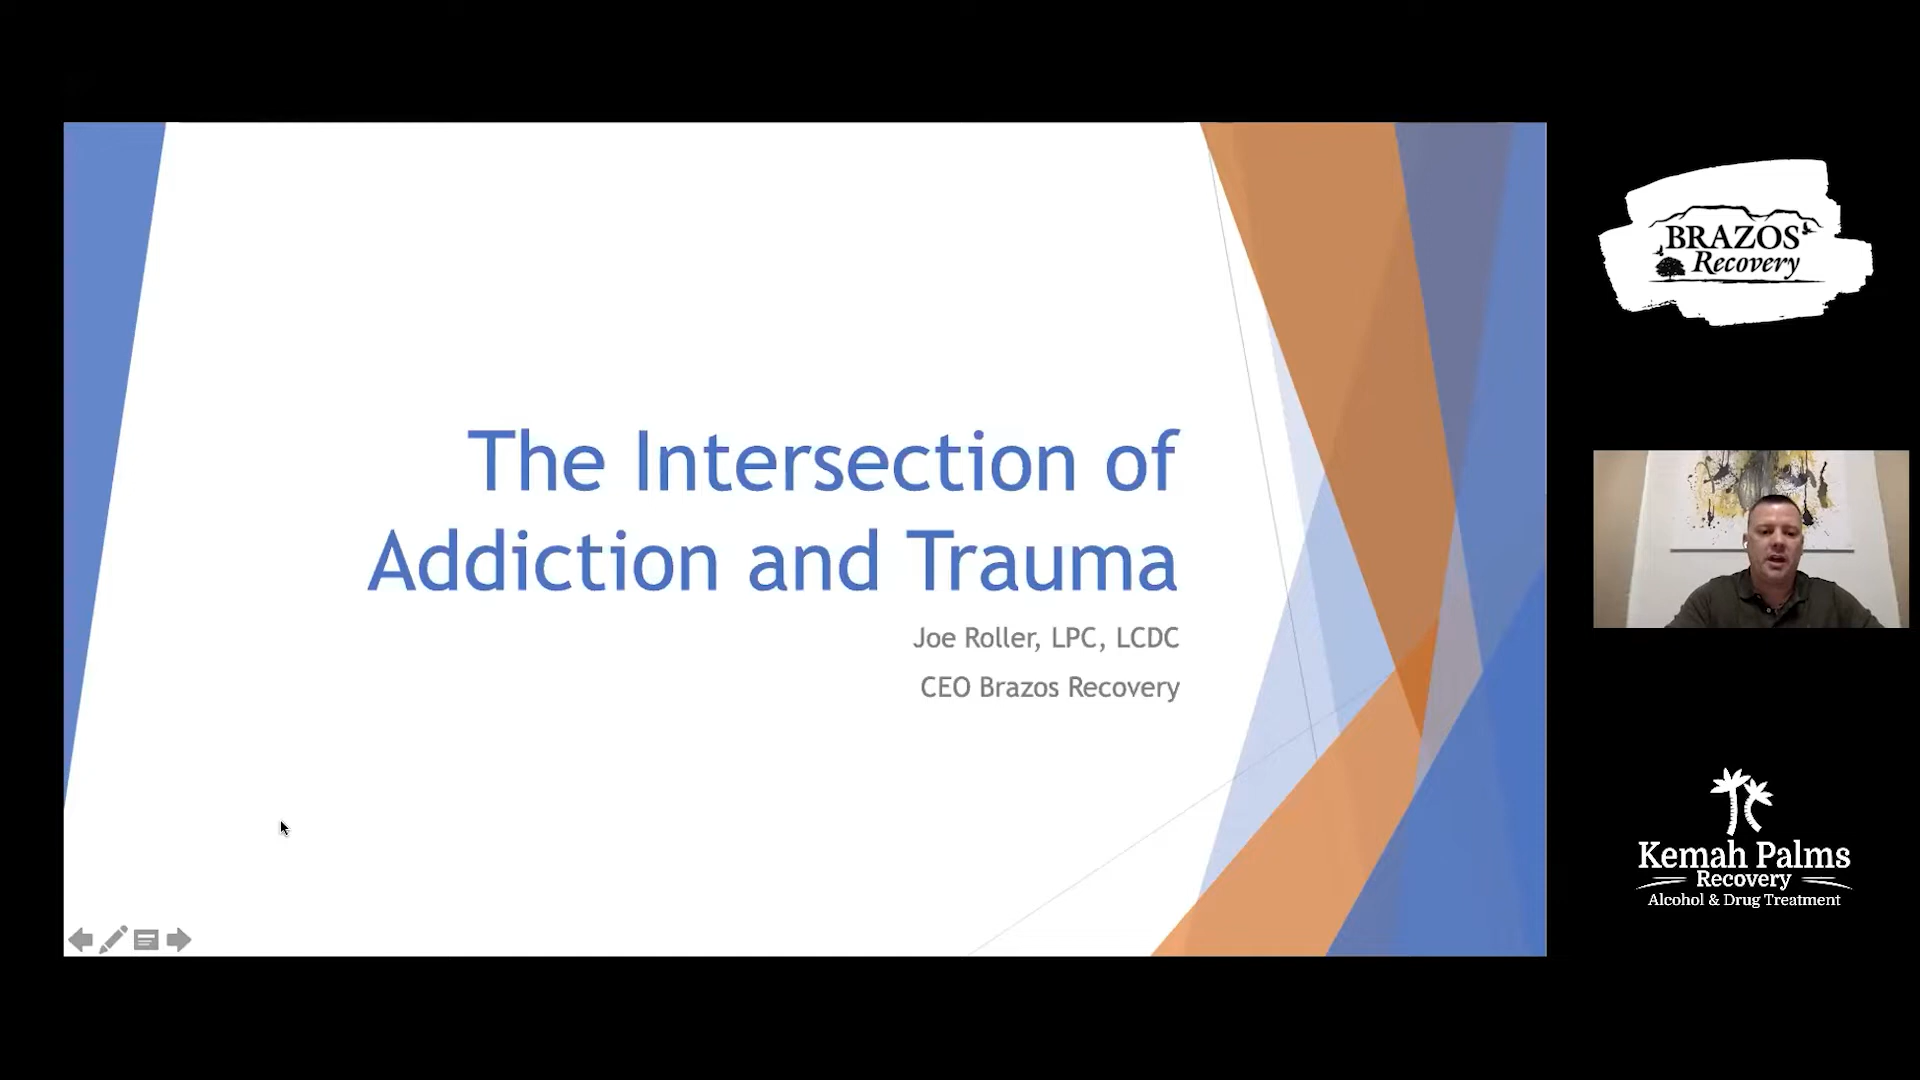 The Intersection of
Addiction and Trauma
Joe Roller, LPC, LCDC
CEO Brazos Recovery
BRAZOS
Recovery
Kemah Palms
Recovery
Alcohol & Drug Treatment